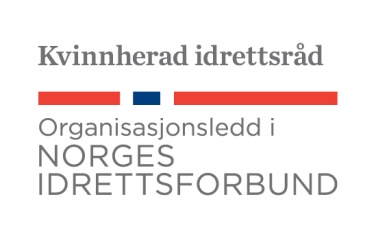 Kvinnherad idrettsråd
Organisasjonsledd i
NORGES
IDRETTSFORBUND